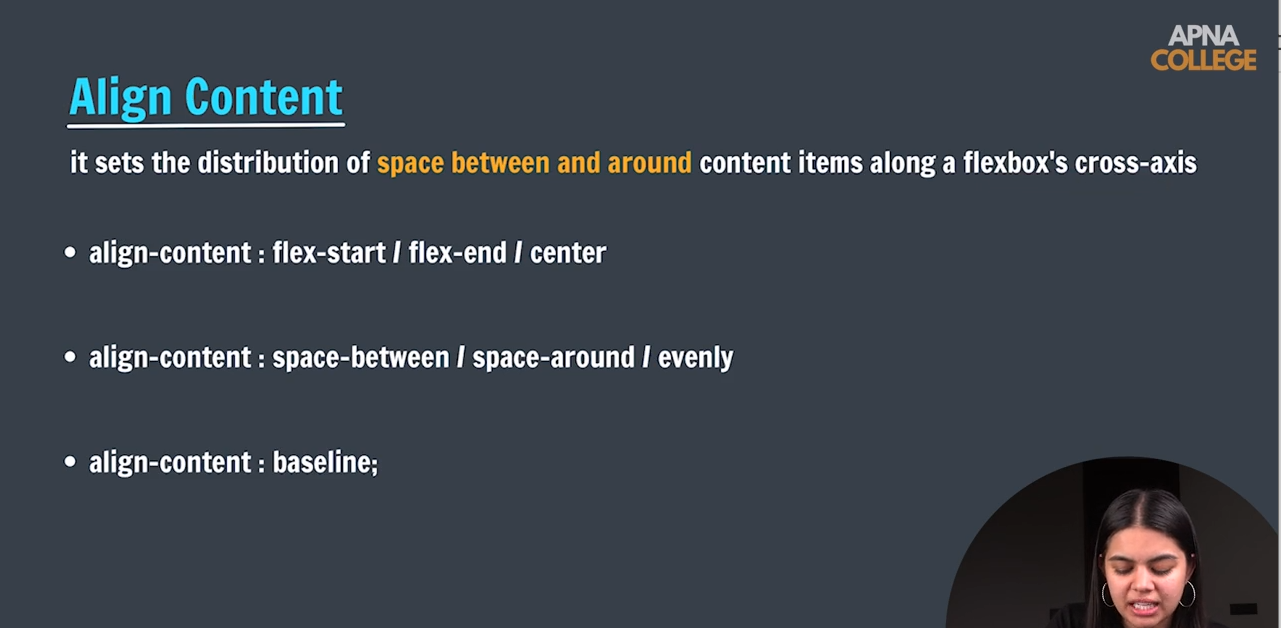 APNA
COLLEGE
Align Content
it sets the distribution of space between and around content items along a flexbox's cross-axis
• align-content : flex-start / flex-end / center
• align-content : space-between / space-around / evenly
• align-content : baseline;